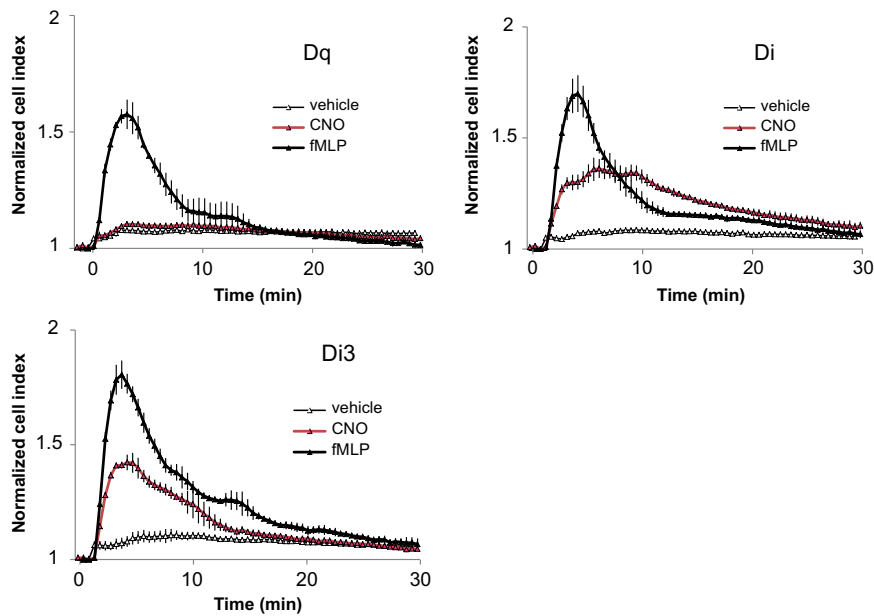 Dq
Normalized cell index
2
1.5
1
vehicle
CNO
fMLP
0
10
20
30
Time (min)
Di
Normalized cell index
2
1.5
1
vehicle
CNO
fMLP
0
10
20
30
Time (min)
Di3
Normalized cell index
2
1.5
1
vehicle
CNO
fMLP
0
10
20
30
Time (min)